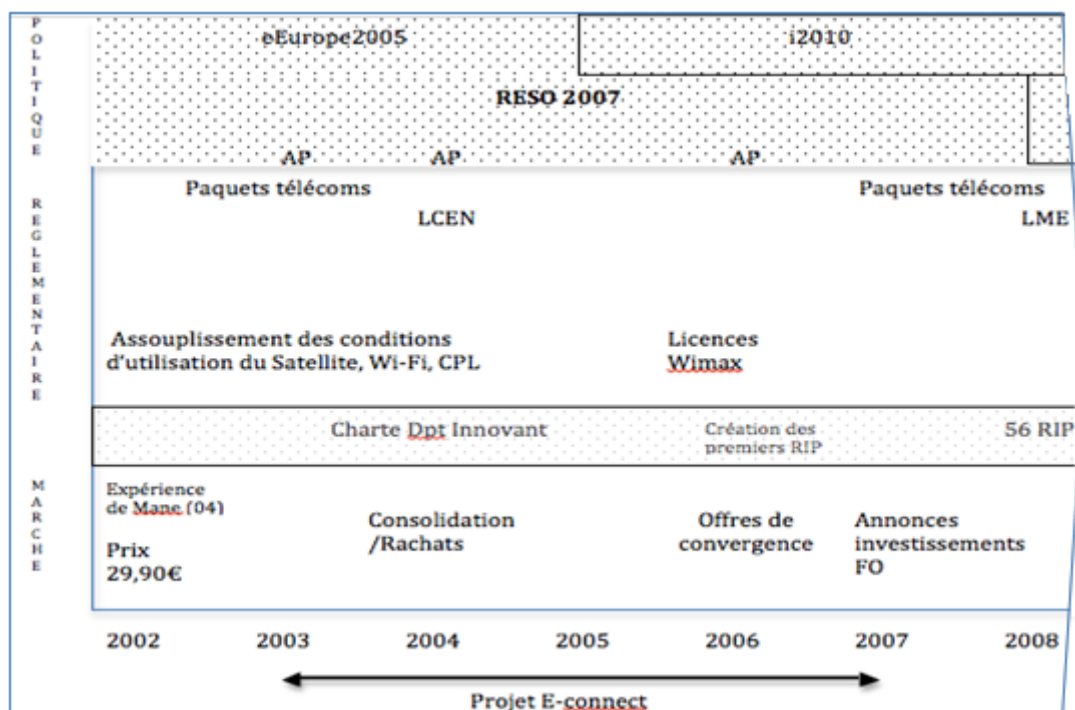 POLITIQUE
eEurope2005
i2010
RESO 2007
AP
AP
AP
REGLEMENTAIRE
Paquets télécoms
Paquets télécoms
LCEN
LME
Assouplissement des conditions
d'utilisation du Satellite, Wi-Fi, CPL
Licences
Wimax
Charte Dpt Innovant
Création des
premiers RIP
56 RIP
MARCHE
Expérience
de Mane (04)
Prix
29,90€
Consolidation
/Rachats
Offres de
convergence
Annonces
investissements
FO
2002 2003 2004 2005 2006 2007 2008
Projet E-connect